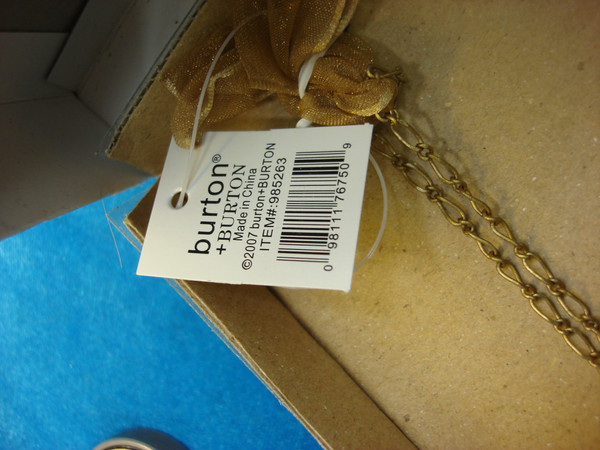 burton®
+BURTON
Made in China
©2007 burton+BURTON
ITEM#:985263
0 98111 76750 9